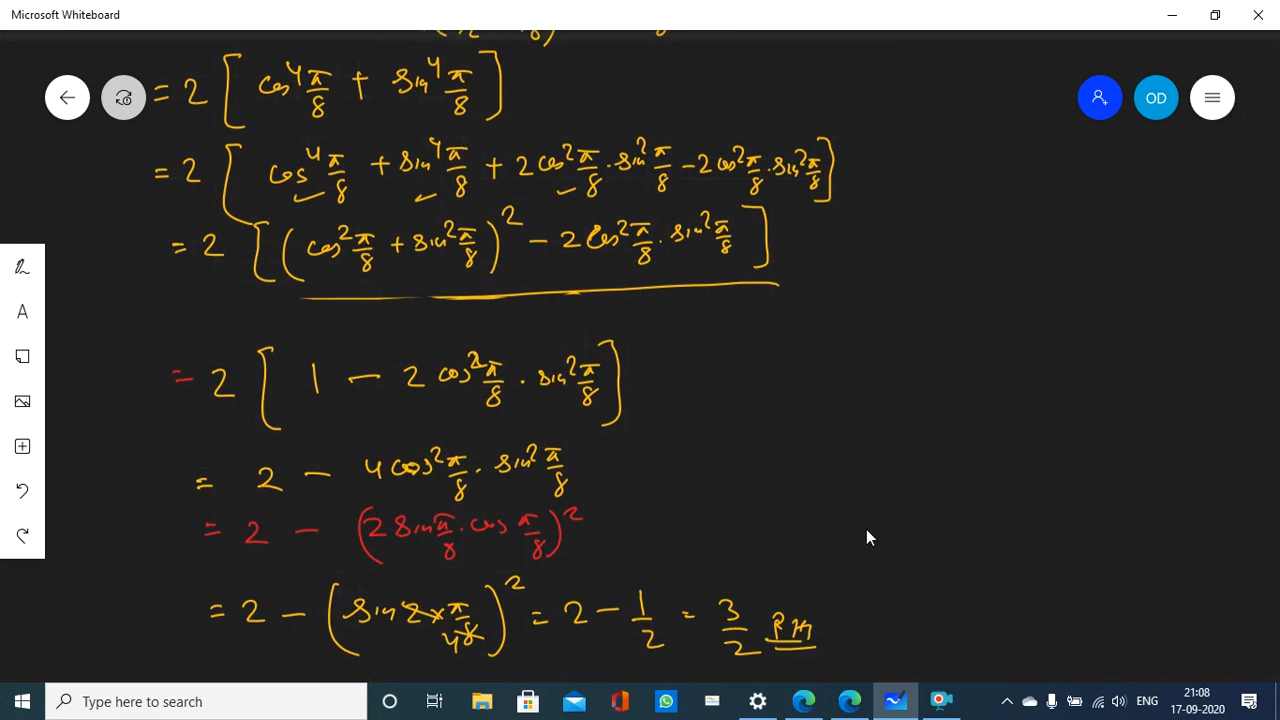 Microsoft Whiteboard
OD
= 2 [ cos⁴ π/8 + sin⁴ π/8 ]
= 2 [ cos⁴ π/8 + sin⁴ π/8 + 2 cos² π/8 · sin² π/8 - 2 cos² π/8 · sin² π/8 ]
= 2 [ ( cos² π/8 + sin² π/8 )² - 2 cos² π/8 · sin² π/8 ]
= 2 [ 1 - 2 cos² π/8 · sin² π/8 ]
= 2 - 4 cos² π/8 · sin² π/8
= 2 - ( 2 sin π/8 · cos π/8 )²
= 2 - ( sin 2 × π/8 4 )² = 2 - 1/2 = 3/2
A
Type here to search
ENG
21:08
17-09-2020